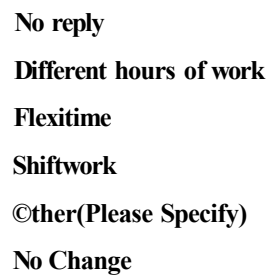 No reply
Different hours of work
Flexitime
Shiftwork
©ther(Please Specify)
No Change